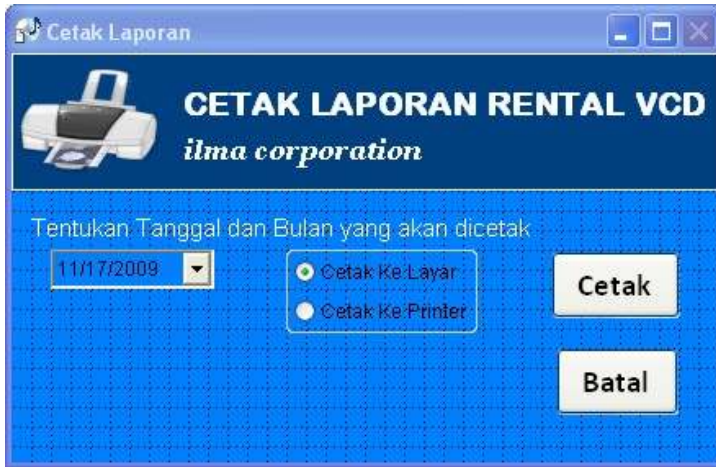 Cetak Laporan
CETAK LAPORAN RENTAL VCD
ilma corporation
Tentukan Tanggal dan Bulan yang akan dicetak
11/17/2009
Cetak Ke Layar
Cetak Ke Printer
Cetak
Batal